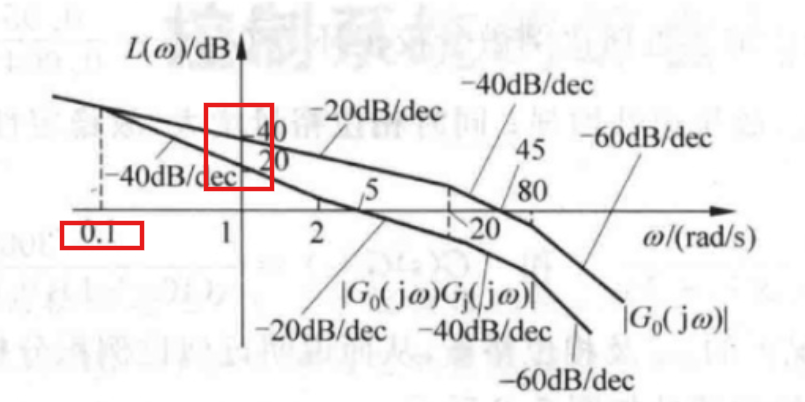 L(ω)/dB
−40dB/dec
−20dB/dec
40
−60dB/dec
20
−40dB/dec
45
5
80
0.1
1
2
20
ω/(rad/s)
|G₀(jω)Gⱼ(jω)|
|G₀(jω)|
−20dB/dec
−40dB/dec
−60dB/dec